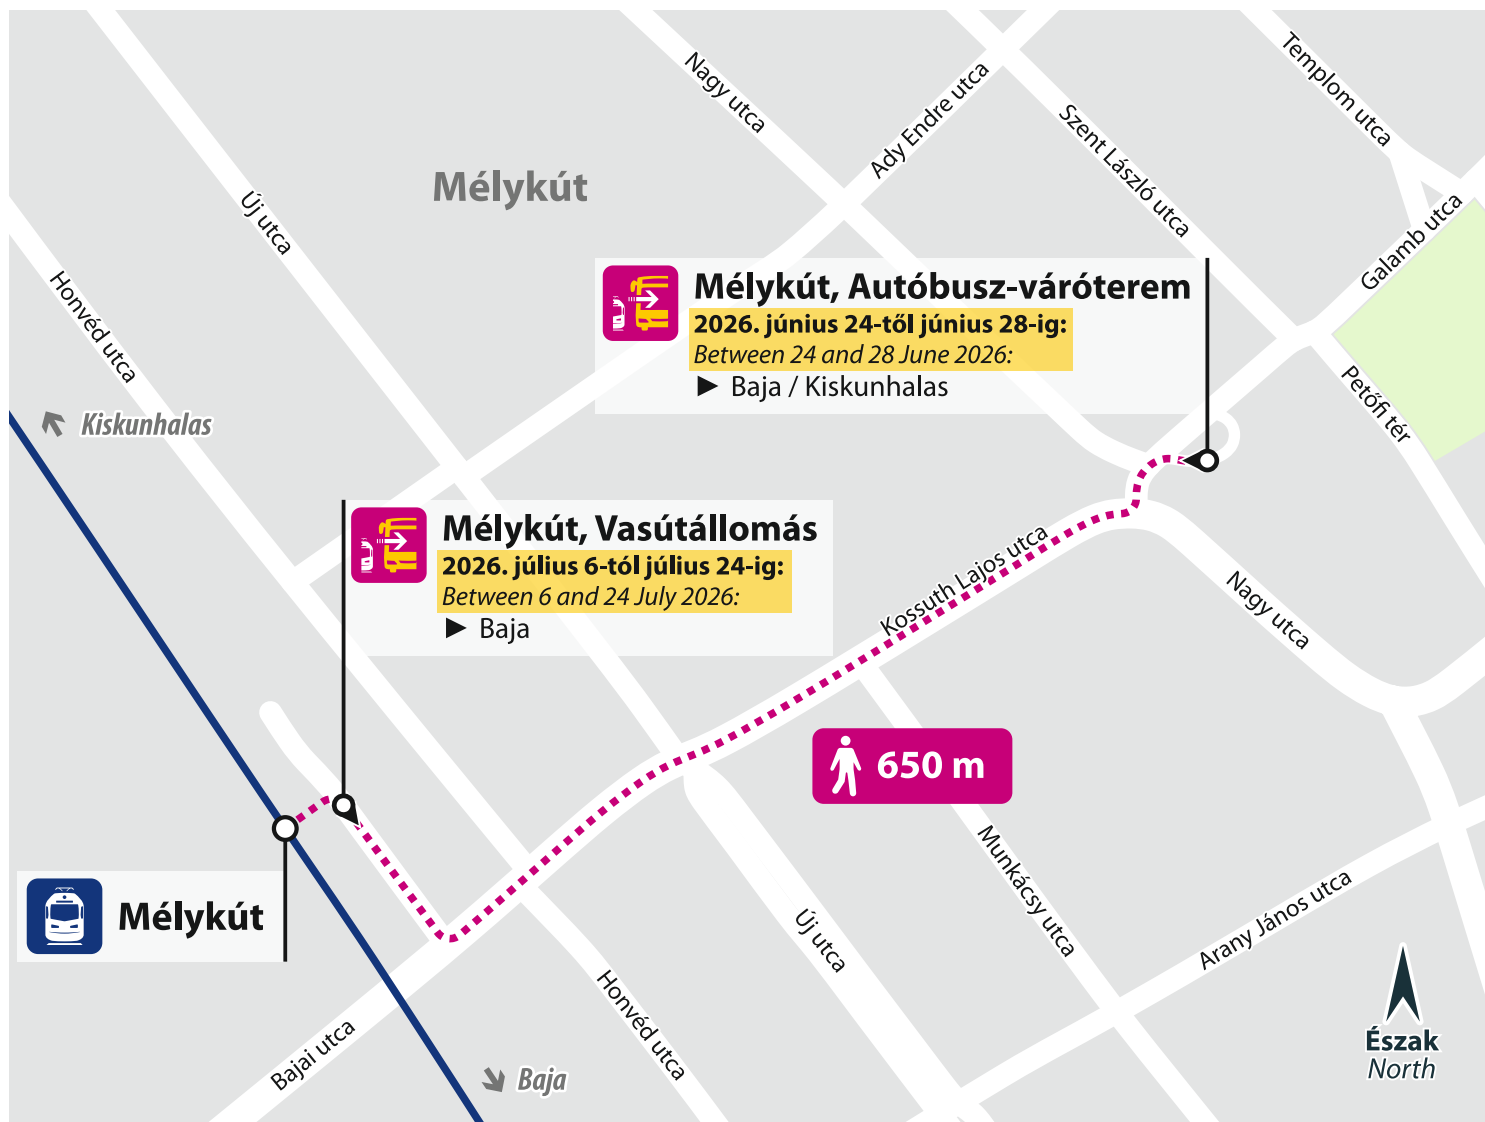 Nagy utca
Ady Endre utca
Szent László utca
Templom utca
Mélykút
Új utca
Galamb utca
Honvéd utca
Mélykút, Autóbusz-váróterem
2026. június 24-től június 28-ig:
Between 24 and 28 June 2026:
► Baja / Kiskunhalas
Petőfi tér
Kiskunhalas
Mélykút, Vasútállomás
2026. július 6-tól július 24-ig:
Between 6 and 24 July 2026:
► Baja
Kossuth Lajos utca
Nagy utca
650 m
Munkácsy utca
Mélykút
Új utca
Arany János utca
Honvéd utca
Bajai utca
Baja
Észak
North